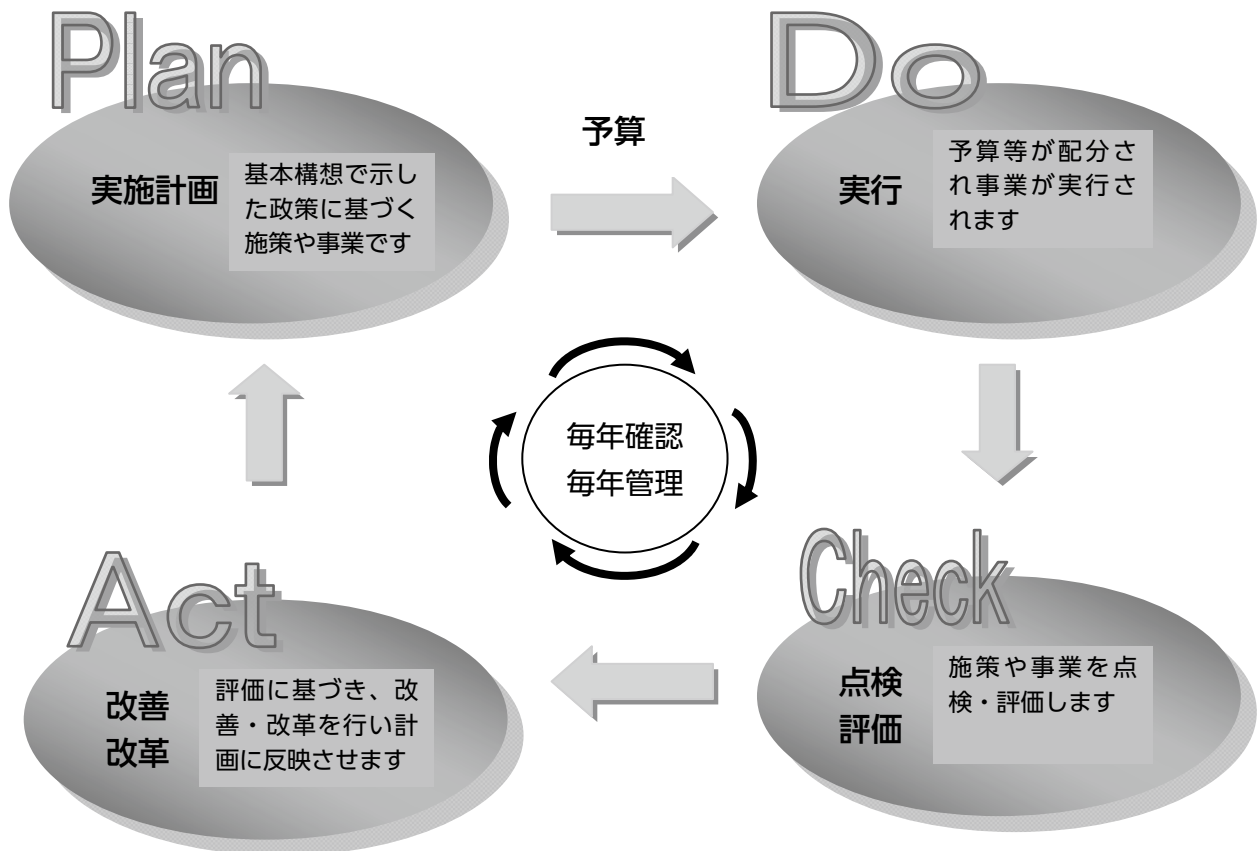 Plan
実施計画
基本構想で示し
た政策に基づく
施策や事業です
予算
Do
実行
予算等が配分さ
れ事業が実行さ
れます
毎年確認
毎年管理
Check
点検
評価
施策や事業を点
検・評価します
Act
改善
改革
評価に基づき、改
善・改革を行い計
画に反映させます